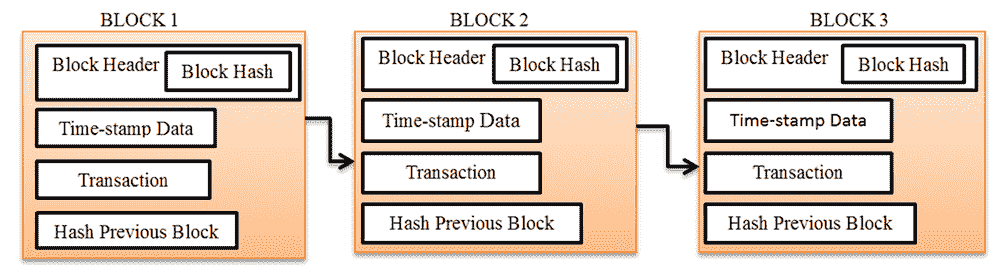 BLOCK 1
Block Header
Block Hash
Time-stamp Data
Transaction
Hash Previous Block
BLOCK 2
Block Header
Block Hash
Time-stamp Data
Transaction
Hash Previous Block
BLOCK 3
Block Header
Block Hash
Time-stamp Data
Transaction
Hash Previous Block